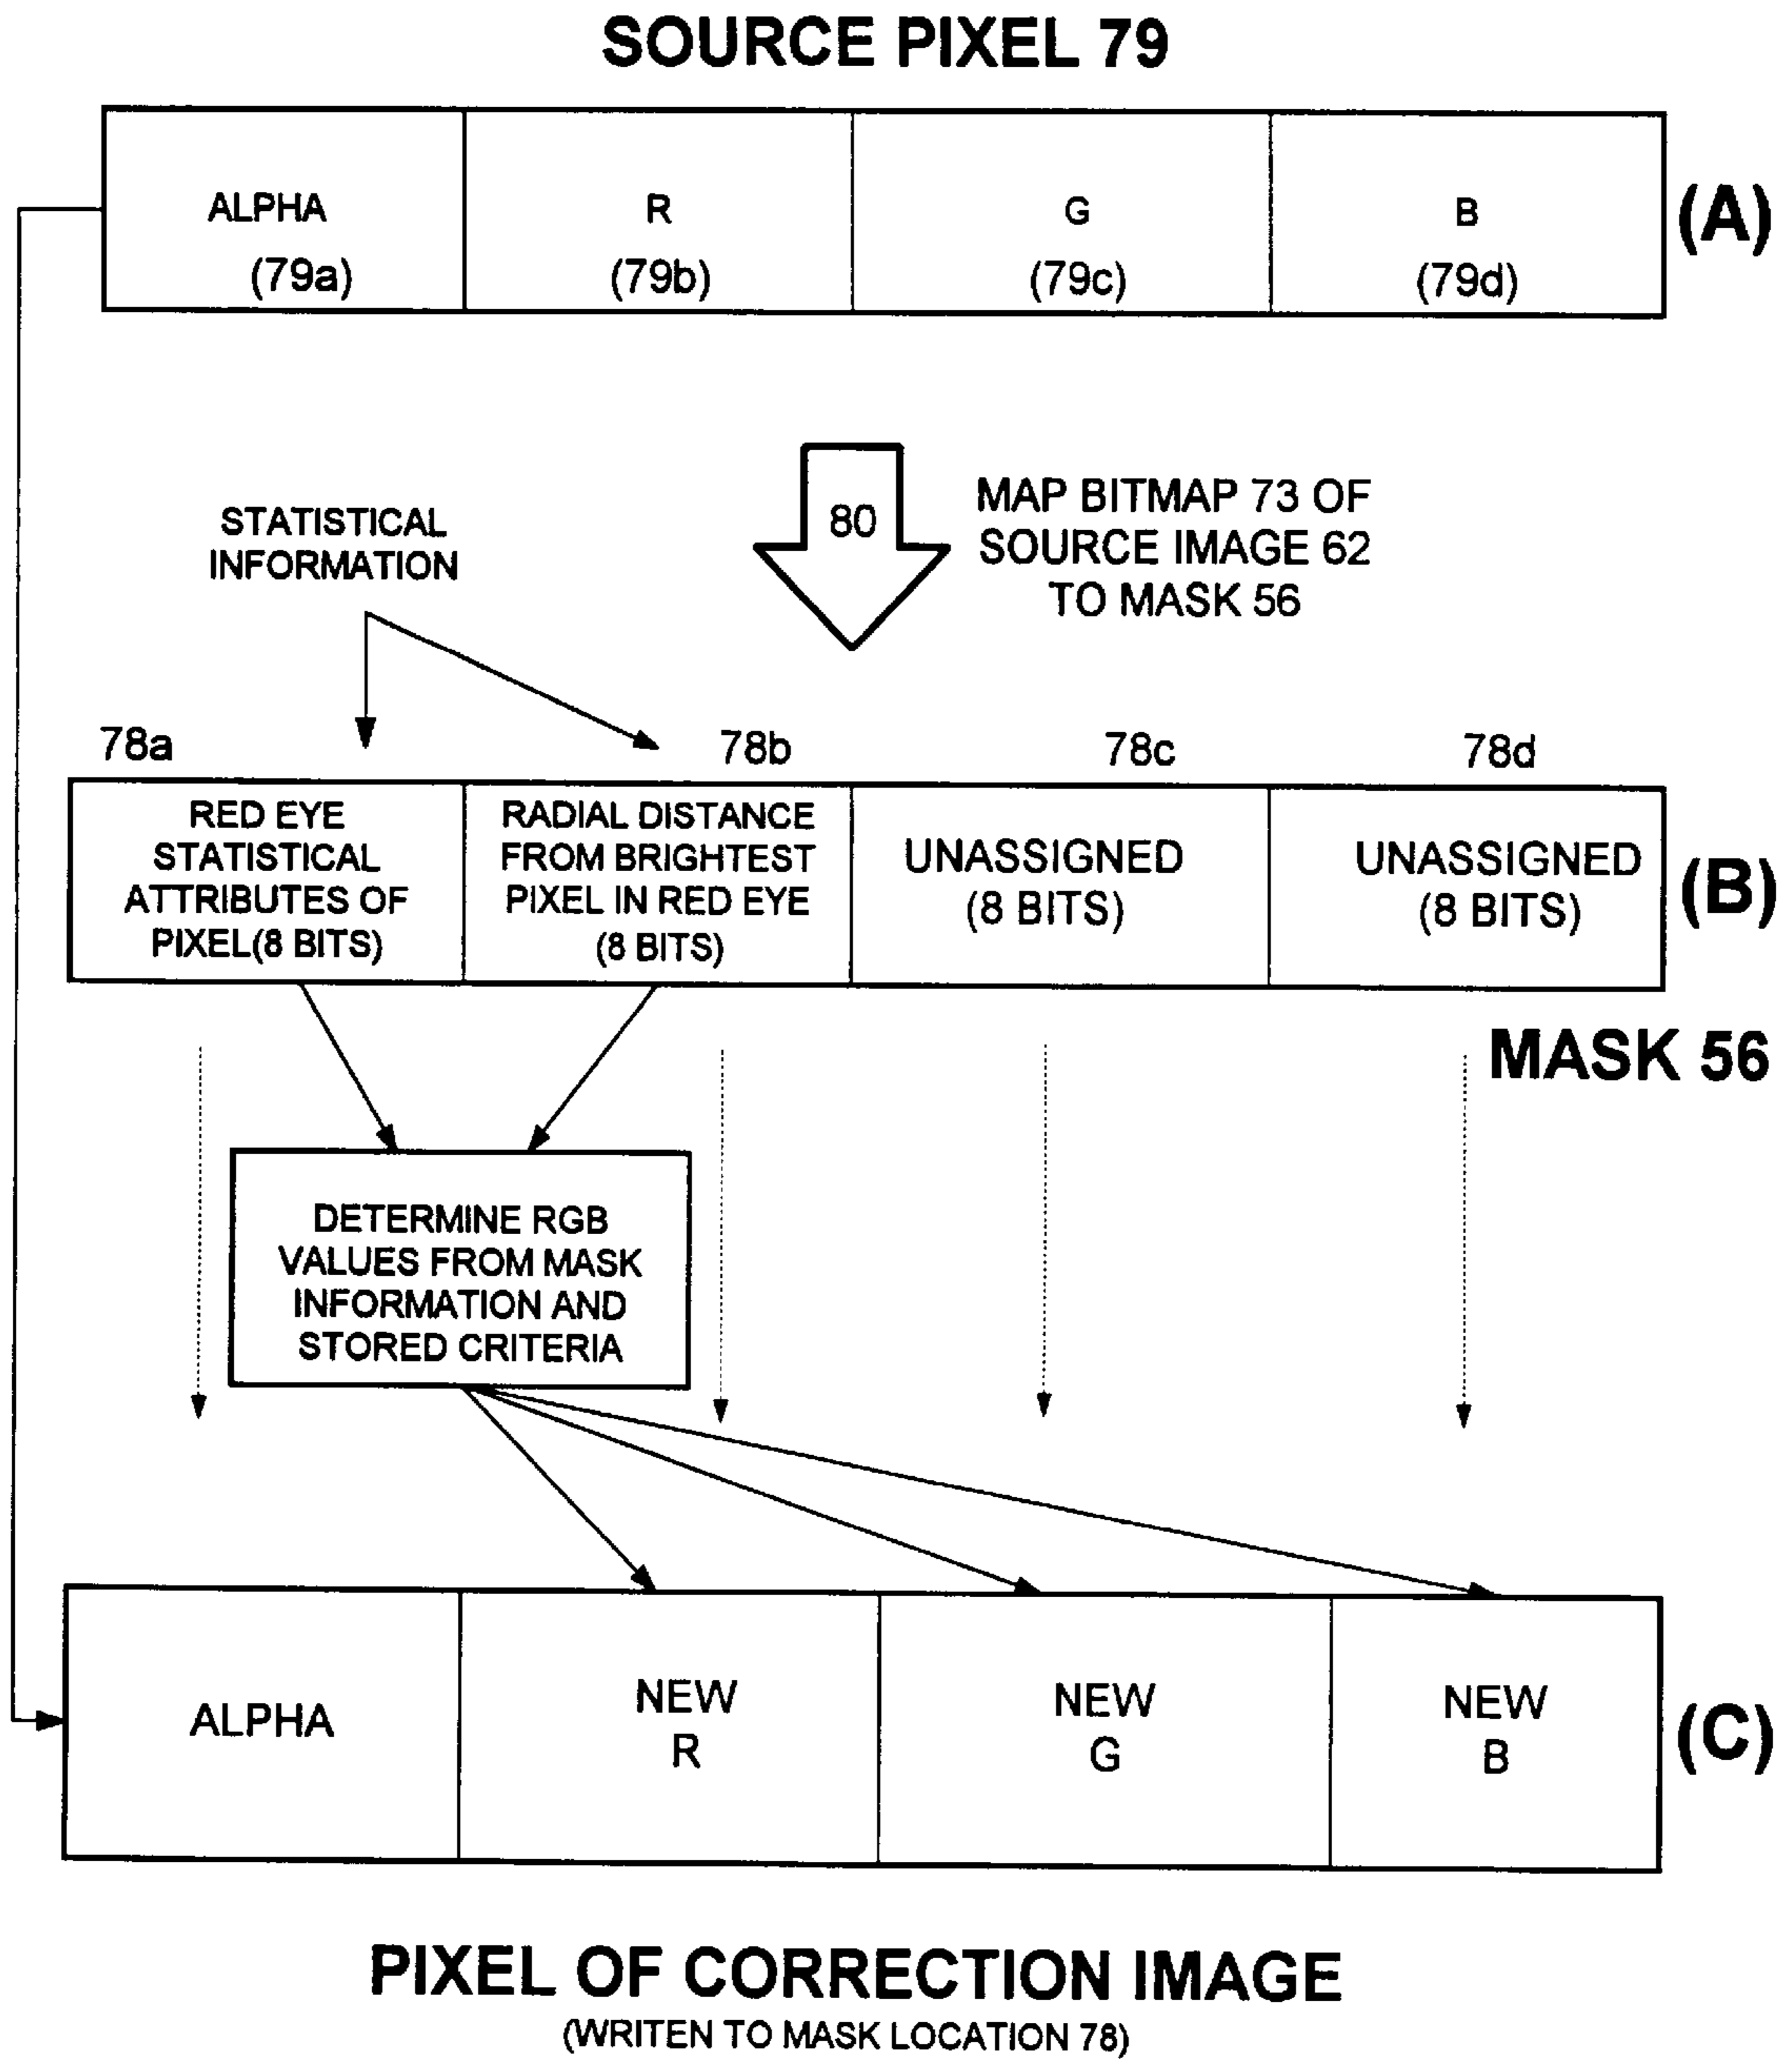 SOURCE PIXEL 79
ALPHA
(79a)
R
(79b)
G
(79c)
B
(79d)
(A)
STATISTICAL
INFORMATION
80
MAP BITMAP 73 OF
SOURCE IMAGE 62
TO MASK 56
78a
78b
78c
78d
RED EYE
STATISTICAL
ATTRIBUTES OF
PIXEL(8 BITS)
RADIAL DISTANCE
FROM BRIGHTEST
PIXEL IN RED EYE
(8 BITS)
UNASSIGNED
(8 BITS)
UNASSIGNED
(8 BITS)
(B)
MASK 56
DETERMINE RGB
VALUES FROM MASK
INFORMATION AND
STORED CRITERIA
ALPHA
NEW
R
NEW
G
NEW
B
(C)
PIXEL OF CORRECTION IMAGE
(WRITEN TO MASK LOCATION 78)